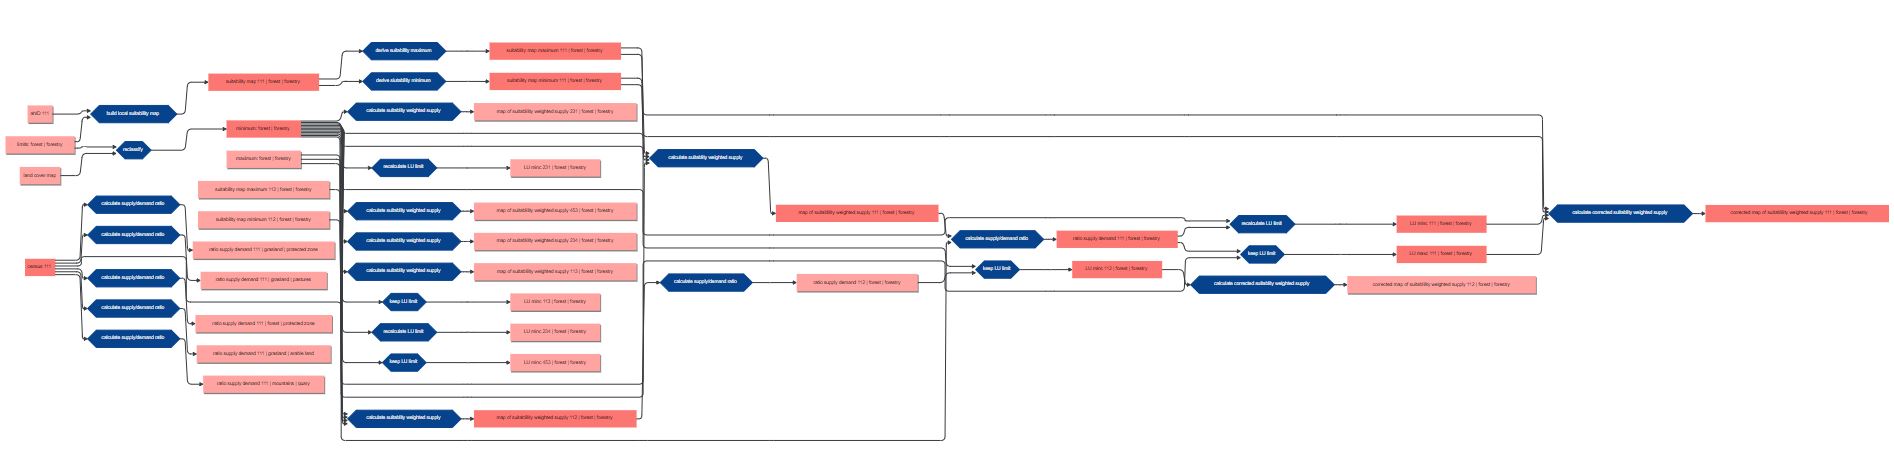 derive suitability maximum
suitability map maximum 111 | forest | forestry
suitability map 111 | forest | forestry
derive suitability minimum
suitability map minimum 111 | forest | forestry
calculate suitability weighted supply
map of suitability weighted supply 231 | forest | forestry
build local suitability map
minimum: forest | forestry
limits: forest | forestry
reclassify
maximum: forest | forestry
calculate suitability weighted supply
recalculate LU limit
LU minc 231 | forest | forestry
land cover map
suitability map maximum 112 | forest | forestry
calculate supply/demand ratio
calculate suitability weighted supply
map of suitability weighted supply 453 | forest | forestry
map of suitability weighted supply 111 | forest | forestry
calculate corrected suitability weighted supply
corrected map of suitability weighted supply 111 | forest | forestry
suitability map minimum 112 | forest | forestry
recalculate LU limit
LU minc 111 | forest | forestry
calculate supply/demand ratio
calculate suitability weighted supply
map of suitability weighted supply 234 | forest | forestry
calculate supply/demand ratio
ratio supply demand 111 | forest | forestry
ratio supply demand 111 | grasland | protected zone
keep LU limit
LU maxc 111 | forest | forestry
census 111
calculate suitability weighted supply
map of suitability weighted supply 113 | forest | forestry
keep LU limit
LU minc 112 | forest | forestry
calculate supply/demand ratio
ratio supply demand 111 | grasland | pastures
calculate supply/demand ratio
ratio supply demand 112 | forest | forestry
calculate corrected suitability weighted supply
corrected map of suitability weighted supply 112 | forest | forestry
keep LU limit
LU minc 113 | forest | forestry
calculate supply/demand ratio
ratio supply demand 111 | forest | protected zone
recalculate LU limit
LU minc 234 | forest | forestry
calculate supply/demand ratio
ratio supply demand 111 | grasland | arable land
keep LU limit
LU minc 453 | forest | forestry
ratio supply demand 111 | mountains | quary
calculate suitability weighted supply
map of suitability weighted supply 112 | forest | forestry